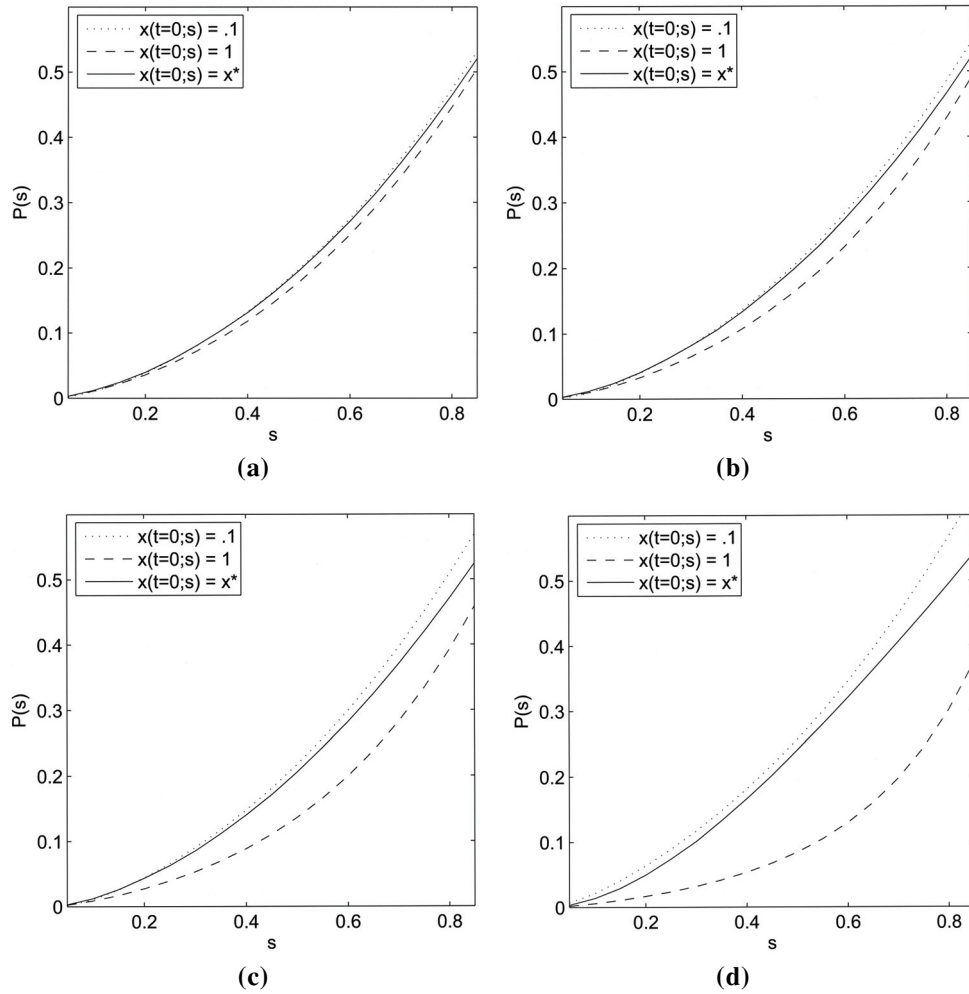 x(t=0;s) = .1
x(t=0;s) = 1
x(t=0;s) = x*
0.5
0.4
0.3
0.2
0.1
0
P(s)
0.2 0.4 0.6 0.8
s
(a)
x(t=0;s) = .1
x(t=0;s) = 1
x(t=0;s) = x*
0.5
0.4
0.3
0.2
0.1
0
P(s)
0.2 0.4 0.6 0.8
s
(b)
x(t=0;s) = .1
x(t=0;s) = 1
x(t=0;s) = x*
0.5
0.4
0.3
0.2
0.1
0
P(s)
0.2 0.4 0.6 0.8
s
(c)
x(t=0;s) = .1
x(t=0;s) = 1
x(t=0;s) = x*
0.5
0.4
0.3
0.2
0.1
0
P(s)
0.2 0.4 0.6 0.8
s
(d)